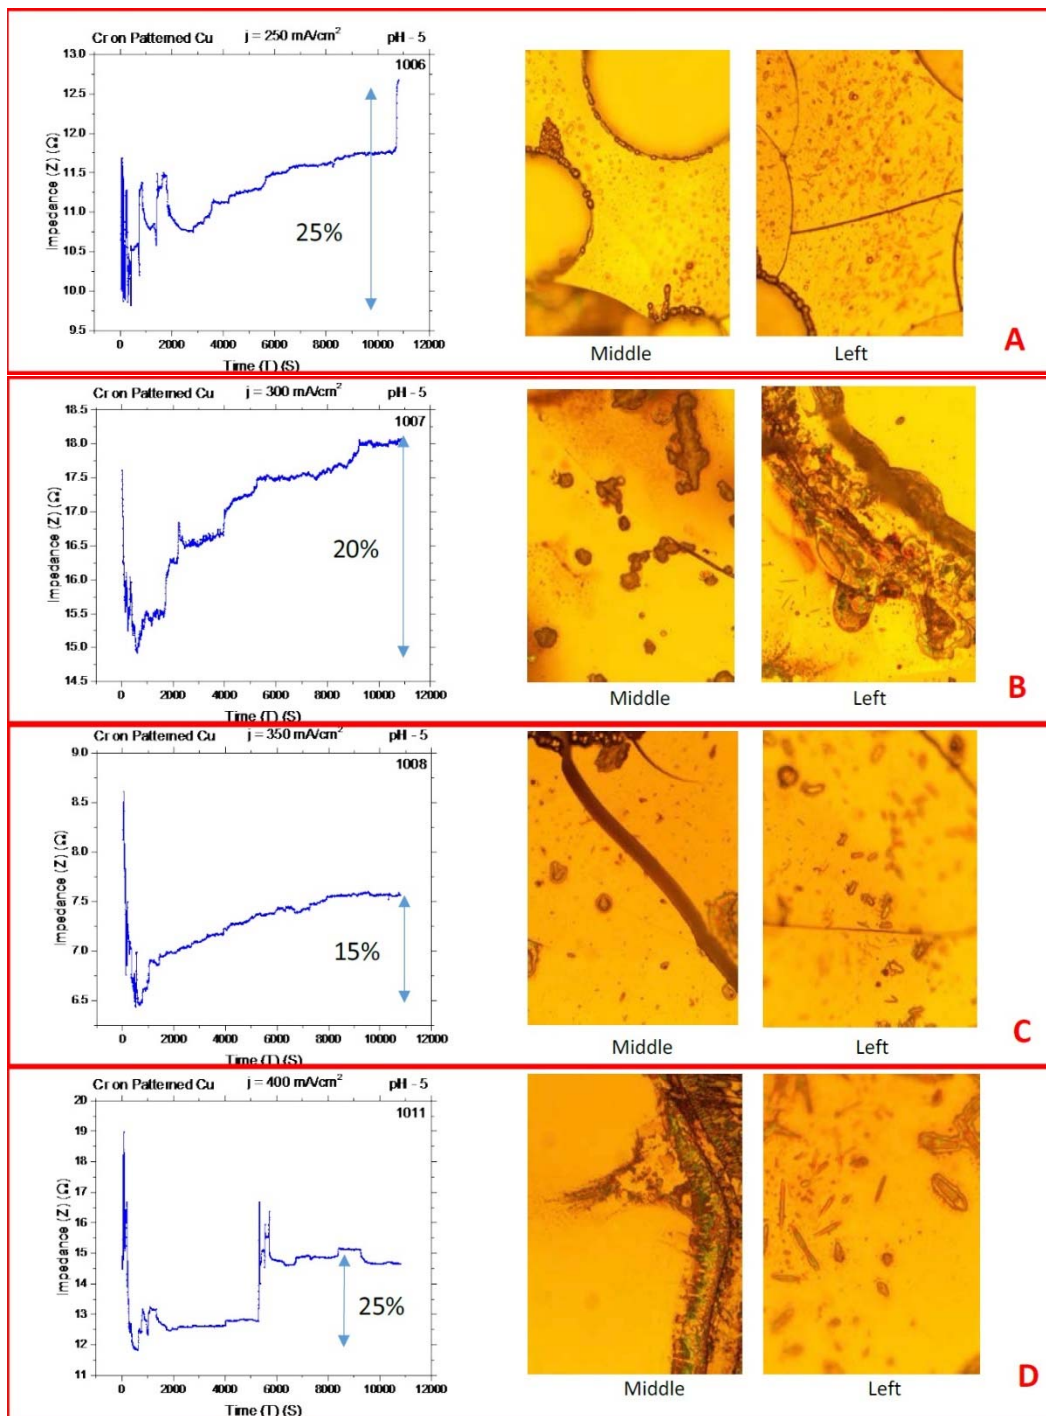 Cr on Patterned Cu j = 250 mA/cm² pH - 5
1006
13.0
12.5
12.0
11.5
11.0
10.5
10.0
9.5
Impedance (Z) (Ω)
25%
0 2000 4000 6000 8000 10000 12000
Time (T) (S)
Middle
Left
A
Cr on Patterned Cu j = 300 mA/cm² pH - 5
1007
18.5
18.0
17.5
17.0
16.5
16.0
15.5
15.0
14.5
Impedance (Z) (Ω)
20%
0 2000 4000 6000 8000 10000 12000
Time (T) (S)
Middle
Left
B
Cr on Patterned Cu j = 350 mA/cm² pH - 5
1008
9.0
8.5
8.0
7.5
7.0
6.5
Impedance (Z) (Ω)
15%
0 2000 4000 6000 8000 10000 12000
Time (T) (S)
Middle
Left
C
Cr on Patterned Cu j = 400 mA/cm² pH - 5
1011
20
19
18
17
16
15
14
13
12
11
Impedance (Z) (Ω)
25%
0 2000 4000 6000 8000 10000 12000
Time (T) (S)
Middle
Left
D